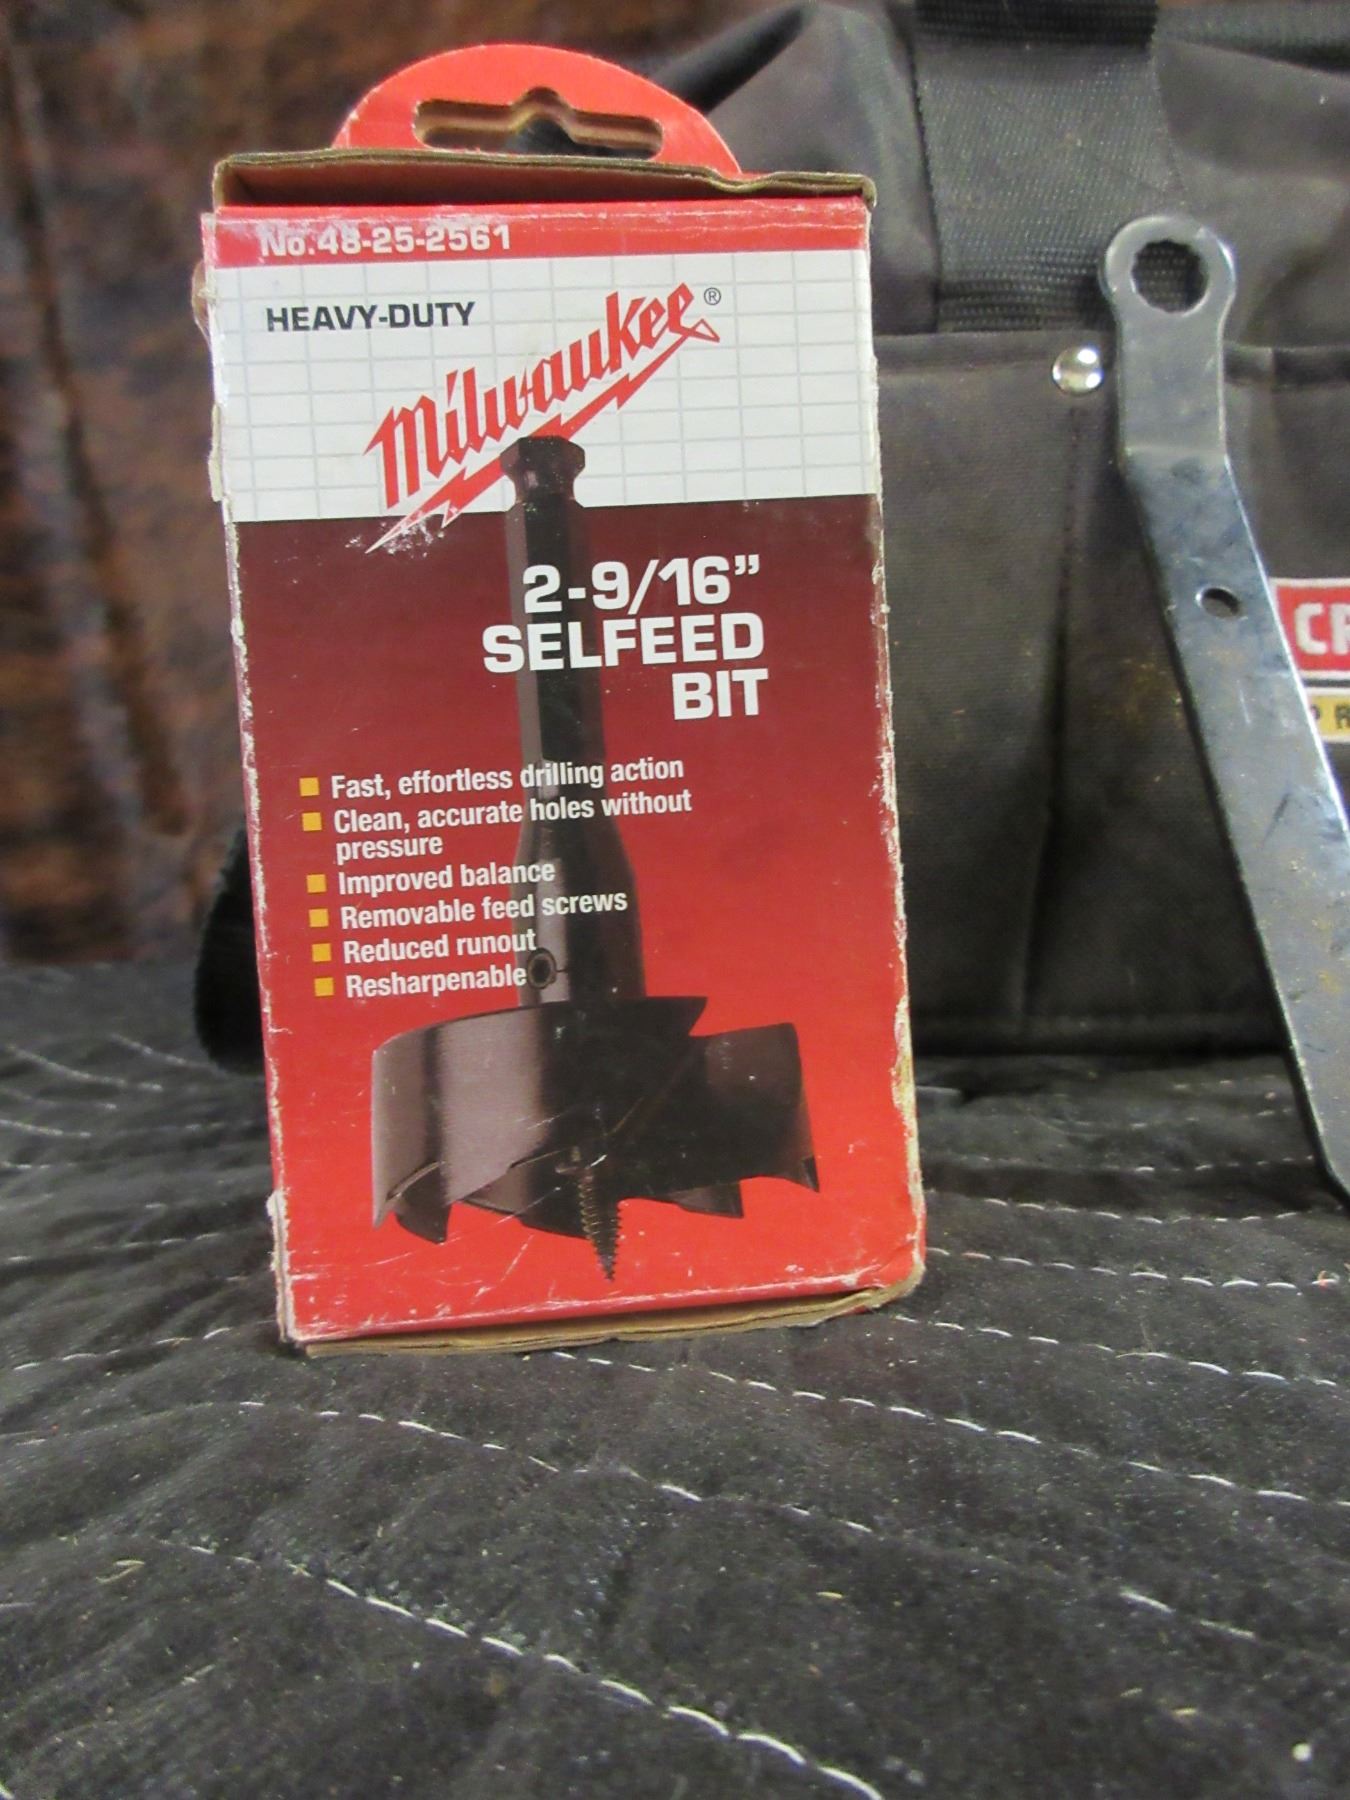 No.48-25-2561
HEAVY-DUTY
Milwaukee®
2-9/16”
SELFEED
BIT
Fast, effortless drilling action
Clean, accurate holes without
pressure
Improved balance
Removable feed screws
Reduced runout
Resharpenable